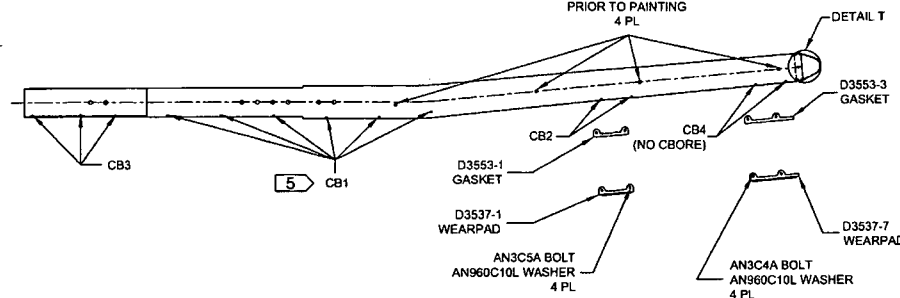 PRIOR TO PAINTING
4 PL
DETAIL T
D3553-3
GASKET
CB3
5
CB1
CB2
CB4
(NO CBORE)
D3553-1
GASKET
D3537-1
WEARPAD
D3537-7
WEARPAD
AN3C5A BOLT
AN960C10L WASHER
4 PL
AN3C4A BOLT
AN960C10L WASHER
4 PL